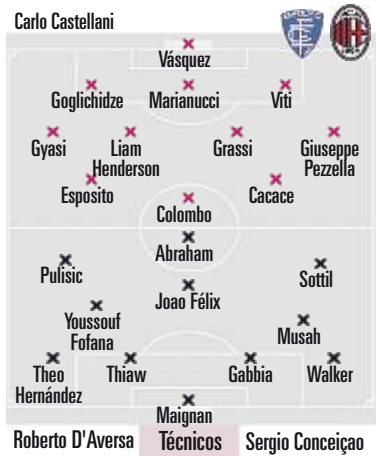 Carlo Castellani
Vásquez
Goglichidze Marianucci Viti
Gyasi Liam Henderson Grassi Giuseppe Pezzella
Esposito Cacace
Colombo
Abraham
Pulisic Sottil
Joao Félix
Youssouf Fofana Musah
Theo Hernández Thiaw Gabbia Walker
Maignan
Roberto D'Aversa Técnicos Sergio Conceiçao